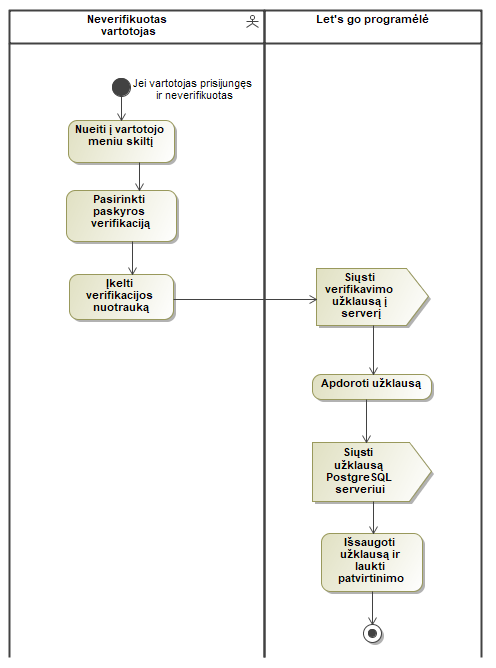 Neverifikuotas
vartotojas
Let's go programėlė
Jei vartotojas prisijungęs
ir neverifikuotas
Nueiti į vartotojo
meniu skiltį
Pasirinkti
paskyros
verifikaciją
Įkelti
verifikacijos
nuotrauką
Siųsti
verifikavimo
užklausą į
serverį
Apdoroti užklausą
Siųsti
užklausą
PostgreSQL
serveriui
Išsaugoti
užklausą ir
laukti
patvirtinimo